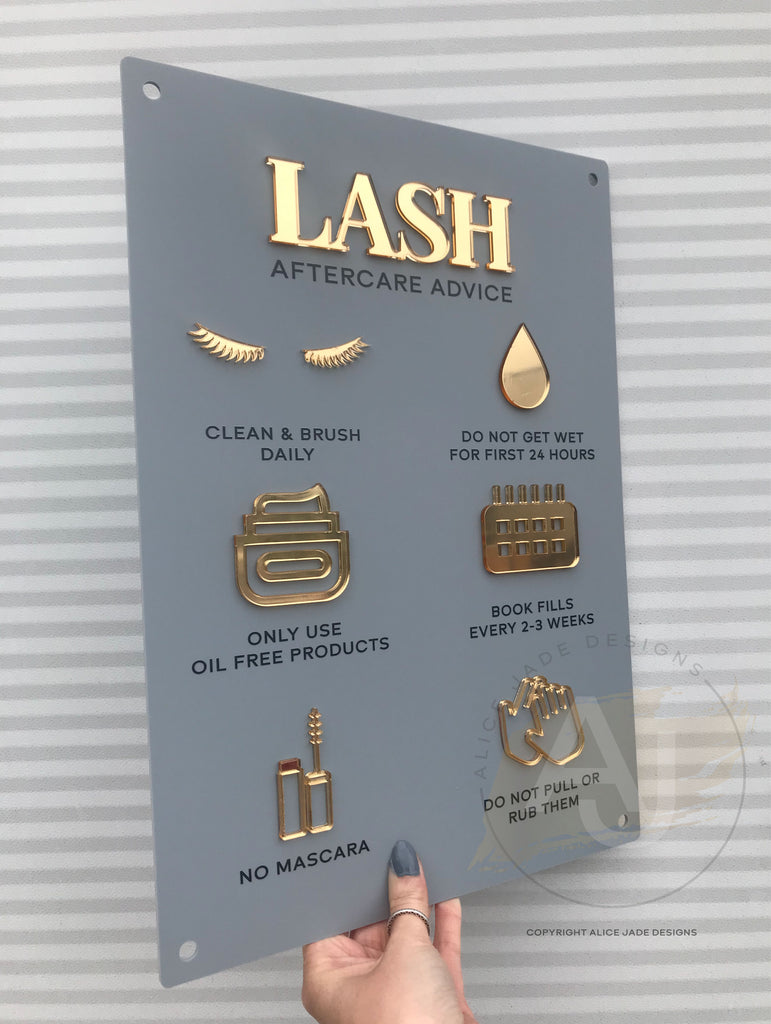 LASH
AFTERCARE ADVICE
CLEAN & BRUSH
DAILY
DO NOT GET WET
FOR FIRST 24 HOURS
ONLY USE
OIL FREE PRODUCTS
BOOK FILLS
EVERY 2-3 WEEKS
NO MASCARA
DO NOT PULL OR
RUB THEM
ALICE JADE DESIGNS
AJ
COPYRIGHT ALICE JADE DESIGNS